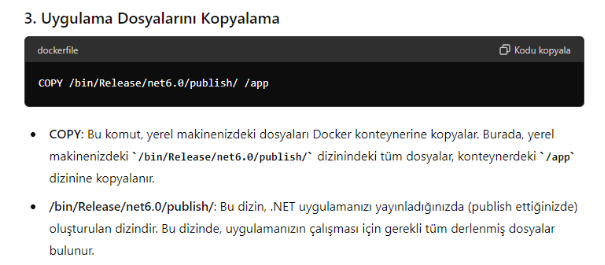 3. Uygulama Dosyalarını Kopyalama
dockerfile
Kodu kopyala
COPY /bin/Release/net6.0/publish/ /app
• COPY: Bu komut, yerel makinenizdeki dosyaları Docker konteynerine kopyalar. Burada, yerel
makinenizdeki `/bin/Release/net6.0/publish/` dizinindeki tüm dosyalar, konteynerdeki `/app`
dizinine kopyalanır.
• /bin/Release/net6.0/publish/: Bu dizin, .NET uygulamanızı yayınladığınızda (publish ettiğinizde)
oluşturulan dizindir. Bu dizinde, uygulamanızın çalışması için gerekli tüm derlenmiş dosyalar
bulunur.